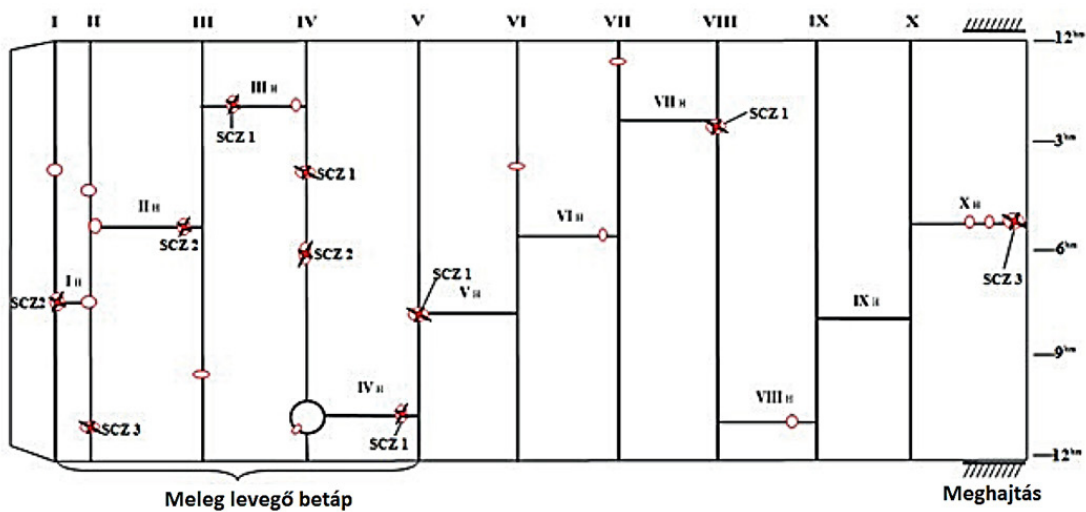 I II III IV V VI VII VIII IX X
12 km
III H
VII H
SCZ 1
SCZ 1
3 km
SCZ 1
II H
X H
SCZ 2
VI H
SCZ 2
6 km
I H
SCZ 1
SCZ 3
SCZ2
V H
IX H
9 km
IV H
VIII H
SCZ 3
SCZ 1
12 km
Meleg levegő betáp
Meghajtás